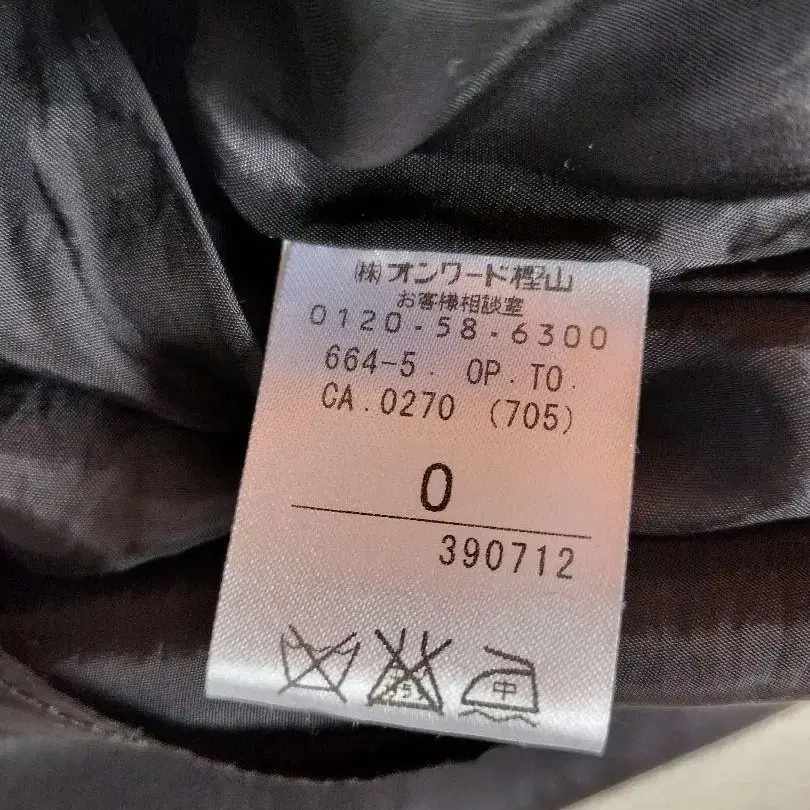 ㈱オンワード樫山
お客様相談室
0120-58-6300
664-5. OP.TO.
CA.0270 (705)
0
390712
中